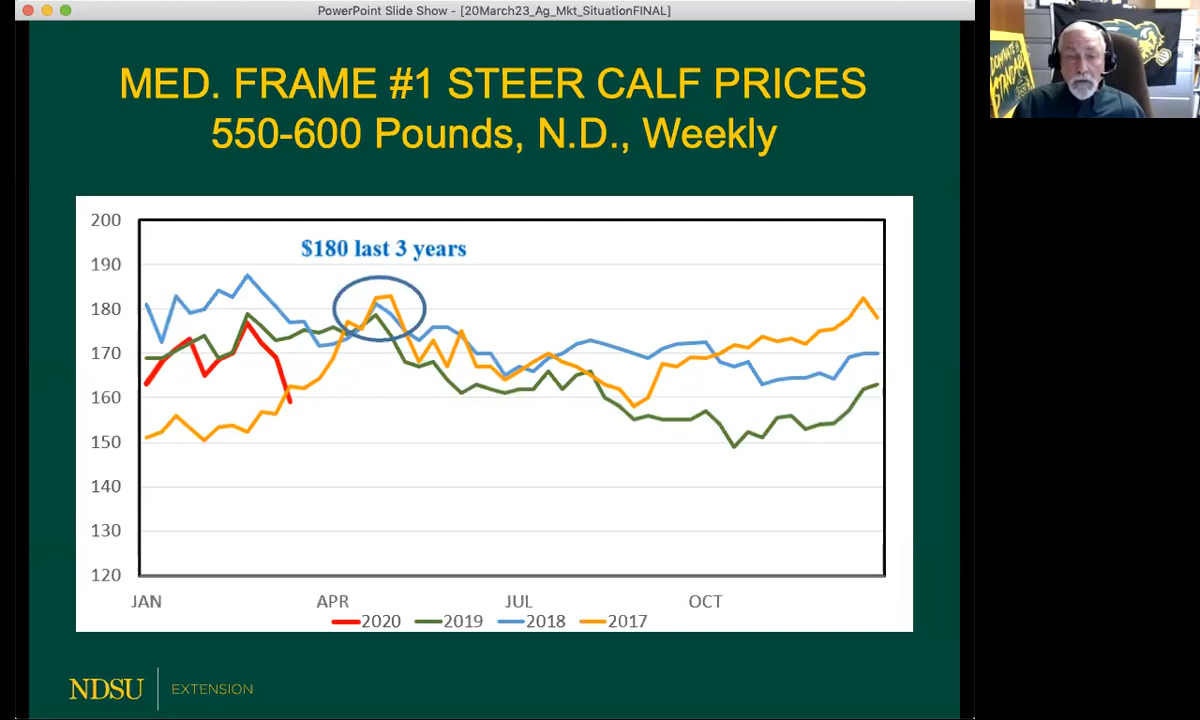 PowerPoint Slide Show - [20March23_Ag_Mkt_SituationFINAL]
MED. FRAME #1 STEER CALF PRICES
550-600 Pounds, N.D., Weekly
$180 last 3 years
200
190
180
170
160
150
140
130
120
JAN APR JUL OCT
2020 2019 2018 2017
NDSU EXTENSION
STANDARD